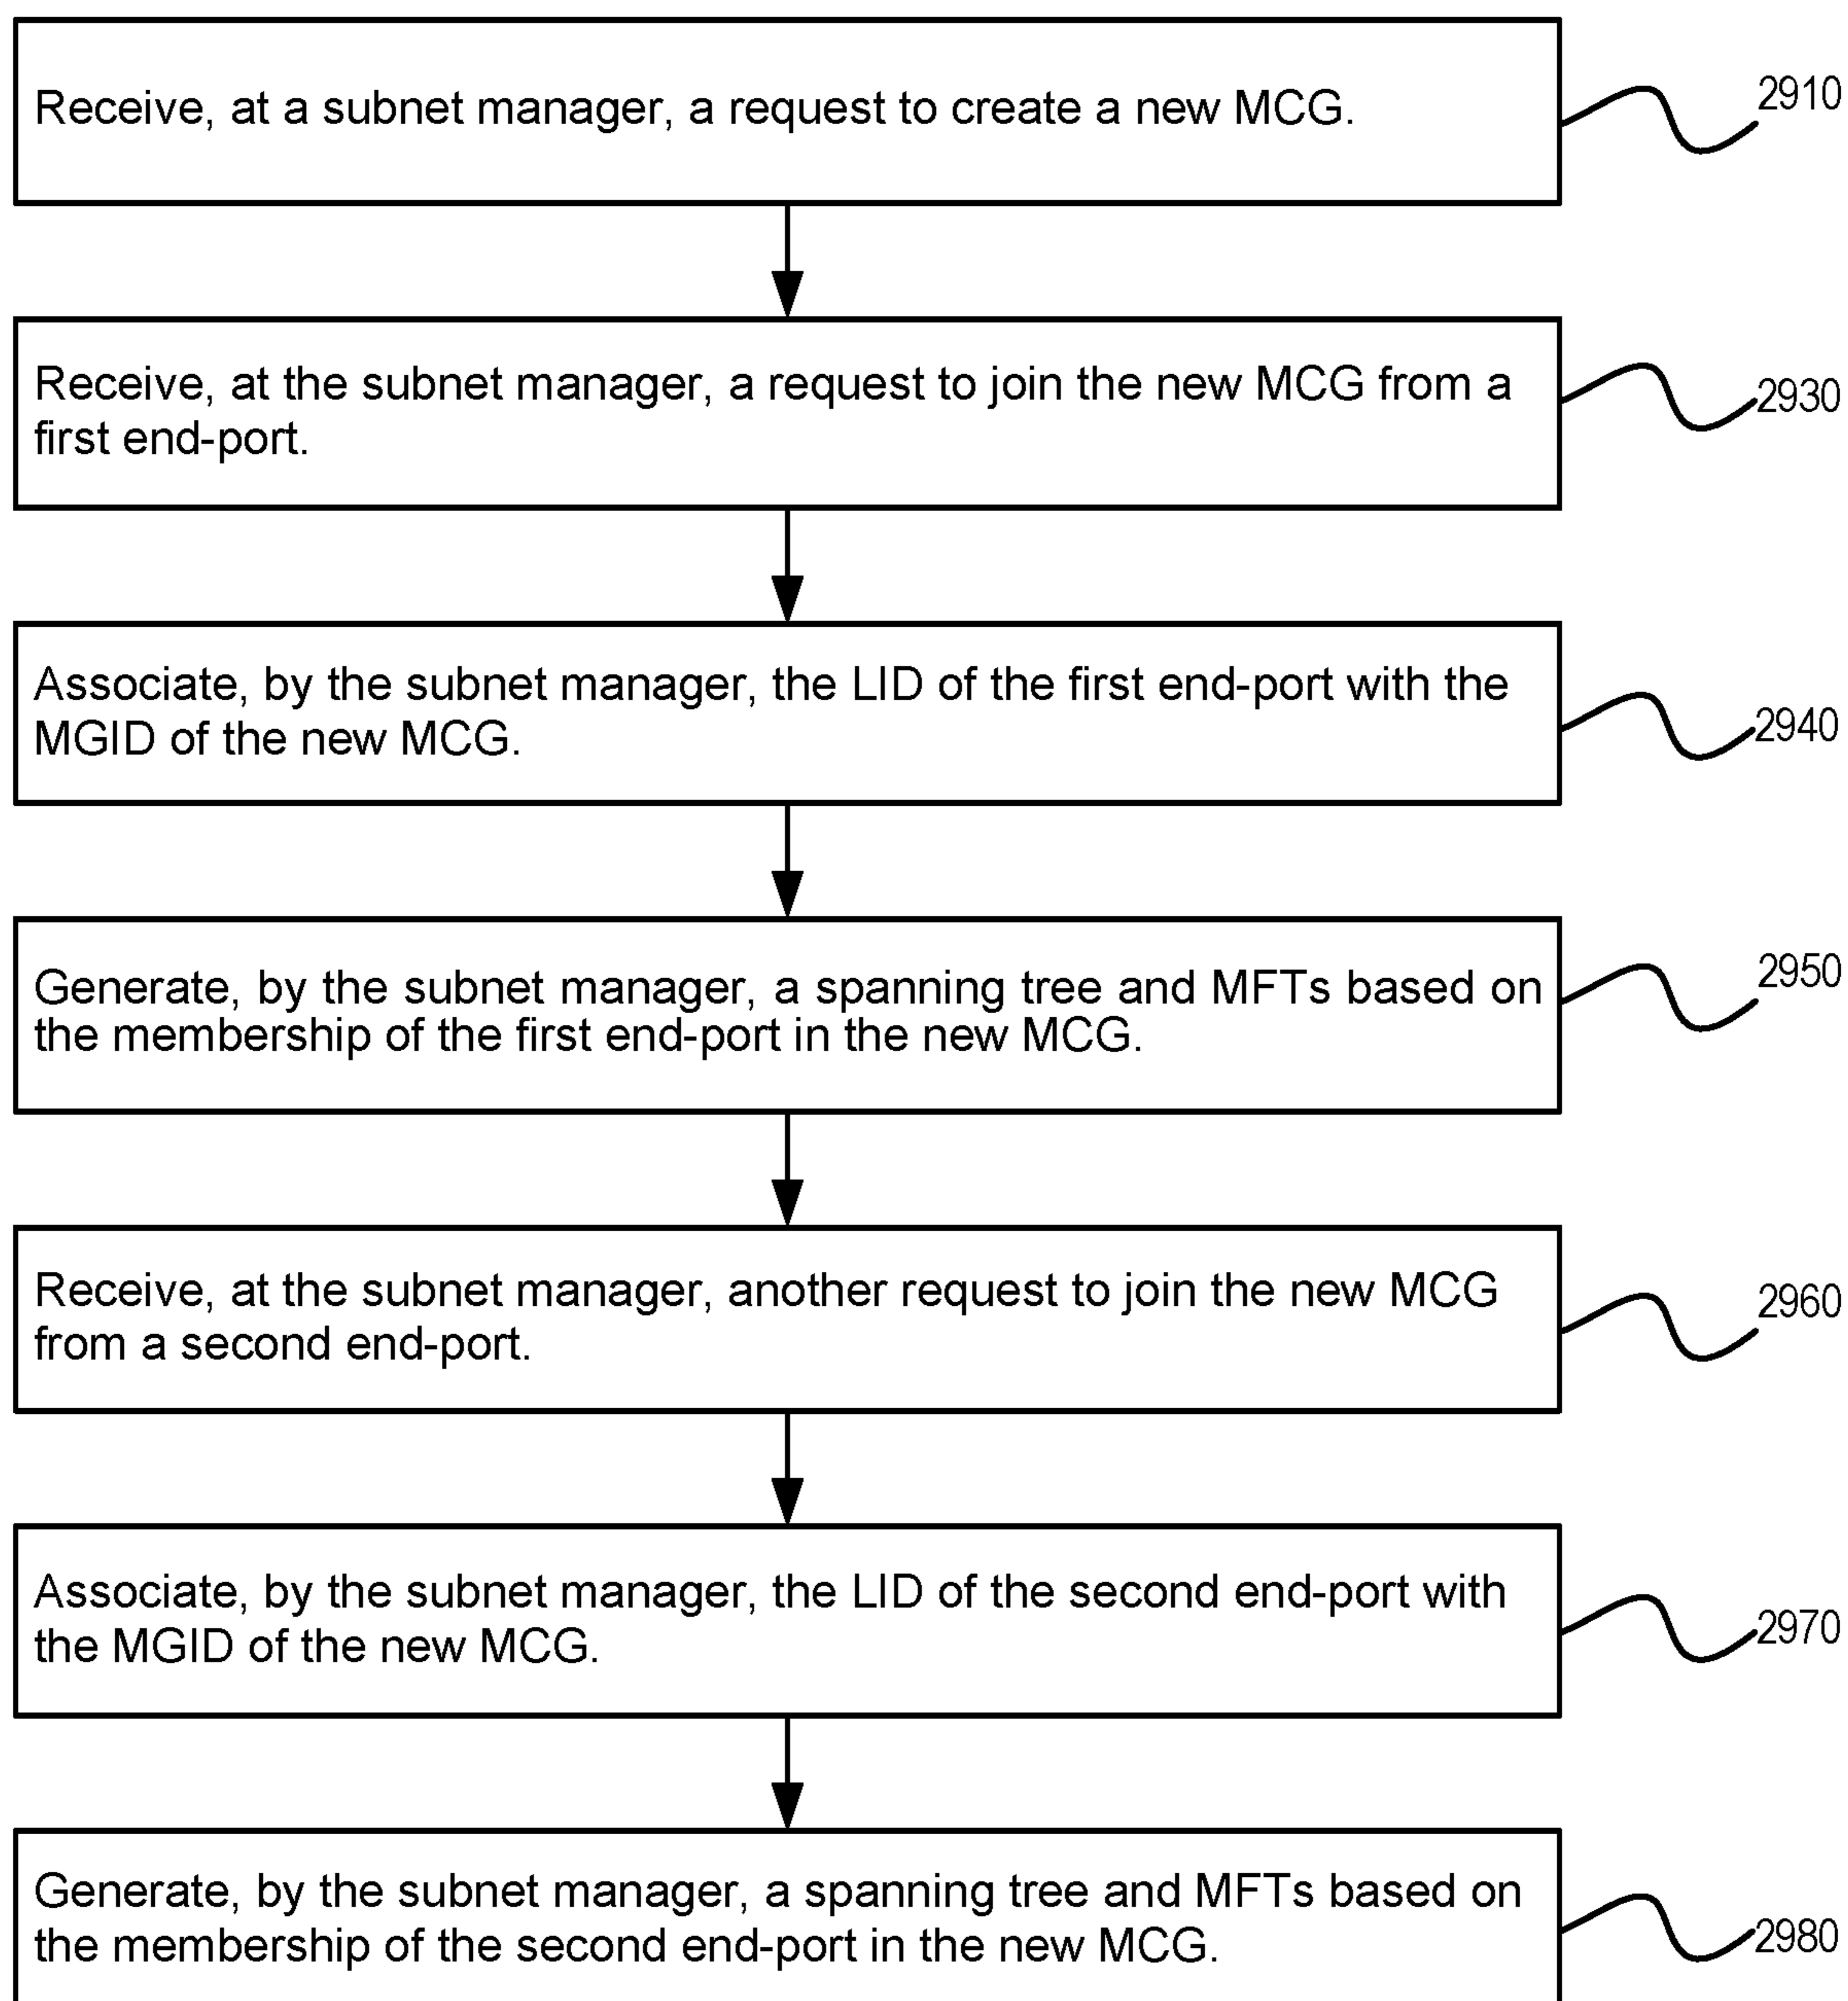 Receive, at a subnet manager, a request to create a new MCG.
2910
Receive, at the subnet manager, a request to join the new MCG from a
first end-port.
2930
Associate, by the subnet manager, the LID of the first end-port with the
MGID of the new MCG.
2940
Generate, by the subnet manager, a spanning tree and MFTs based on
the membership of the first end-port in the new MCG.
2950
Receive, at the subnet manager, another request to join the new MCG
from a second end-port.
2960
Associate, by the subnet manager, the LID of the second end-port with
the MGID of the new MCG.
2970
Generate, by the subnet manager, a spanning tree and MFTs based on
the membership of the second end-port in the new MCG.
2980